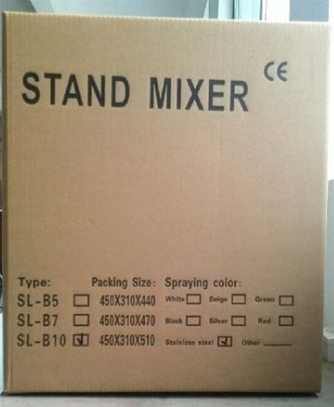 STAND MIXER CE
Type: Packing Size: Spraying color:
SL-B5 ☐ 450X310X440 White ☐ Beige ☐ Green ☐
SL-B7 ☐ 450X310X470 Black ☐ Silver ☐ Red ☐
SL-B10 ☑ 450X310X510 Stainless steel ☑ Other ____